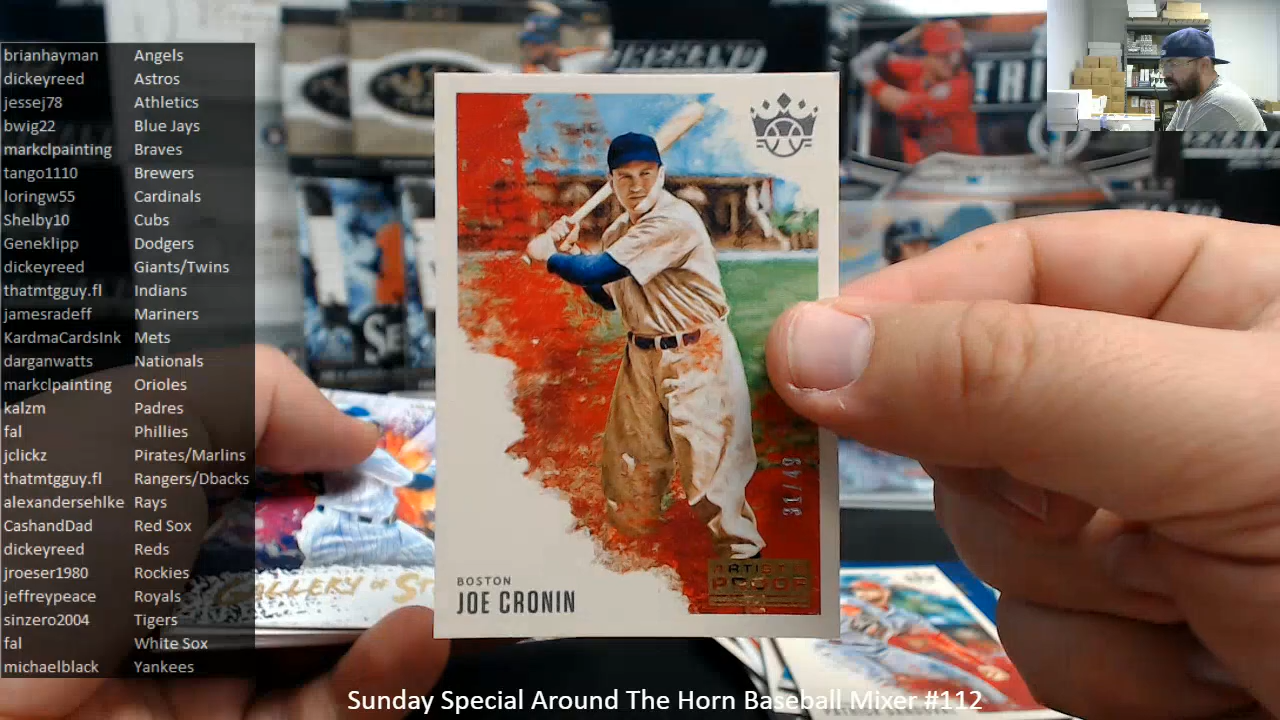 brianhayman Angels
dickeyreed Astros
jessej78 Athletics
bwig22 Blue Jays
markclpainting Braves
tango1110 Brewers
loringw55 Cardinals
Shelby10 Cubs
Geneklipp Dodgers
dickeyreed Giants/Twins
thatmtgguy.fl Indians
jamesradeff Mariners
KardmaCardsInk Mets
darganwatts Nationals
markclpainting Orioles
kalzm Padres
fal Phillies
jclickz Pirates/Marlins
thatmtgguy.fl Rangers/Dbacks
alexandersehlke Rays
CashandDad Red Sox
dickeyreed Reds
jroeser1980 Rockies
jeffreypeace Royals
sinzero2004 Tigers
fal White Sox
michaelblack Yankees
31/49
ARTIST
PROOF
BOSTON
JOE CRONIN
GALLERY of
Sunday Special Around The Horn Baseball Mixer #112